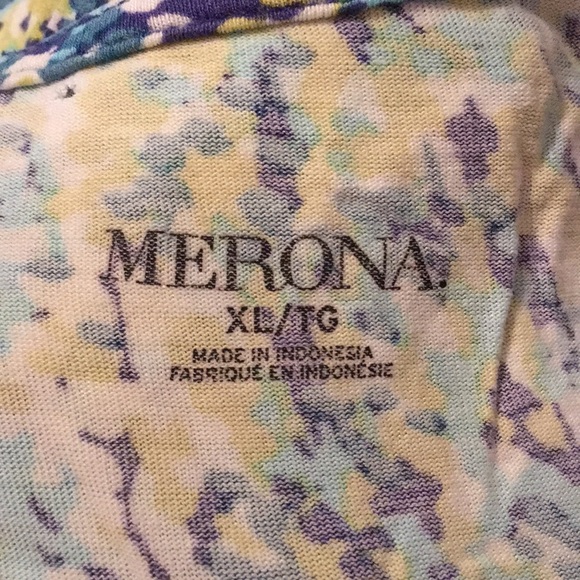 MERONA.
XL/TG
MADE IN INDONESIA
FABRIQUÉ EN INDONÉSIE